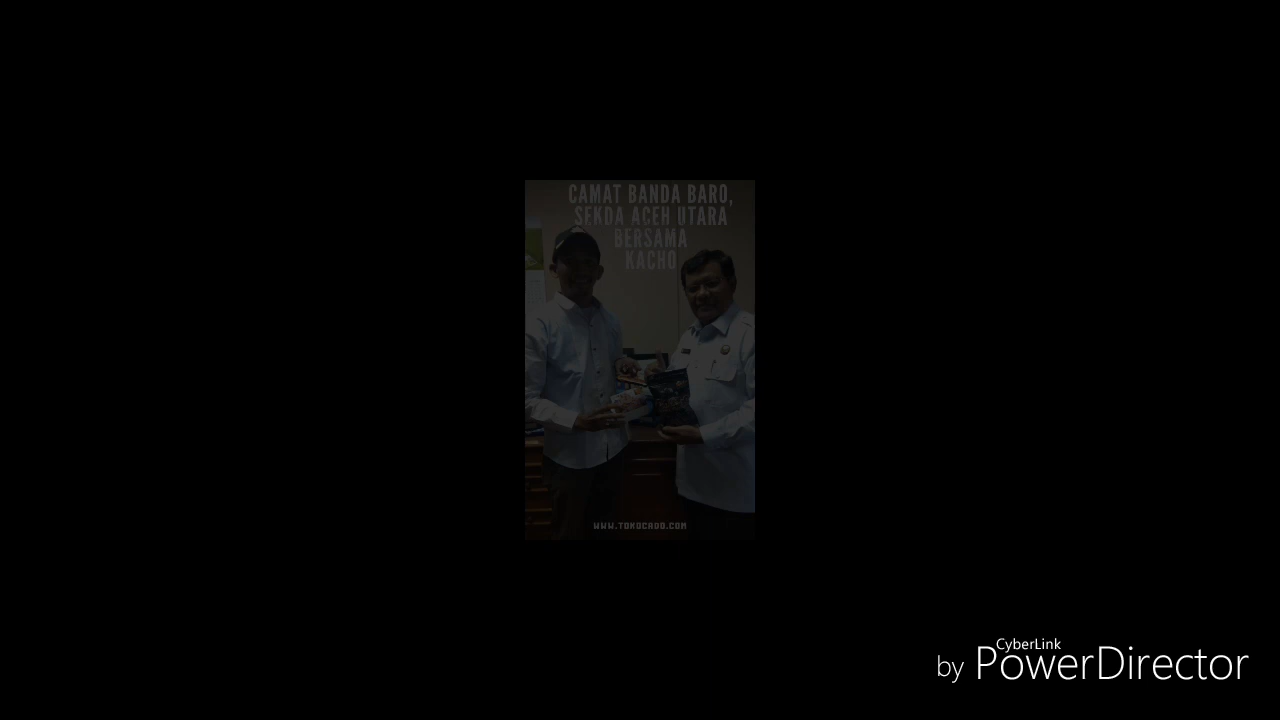 CAMAT BANDA BARO,
SEKDA ACEH UTARA
BERSAMA
KACHO
WWW.TOKOCADO.COM
CyberLink
by PowerDirector